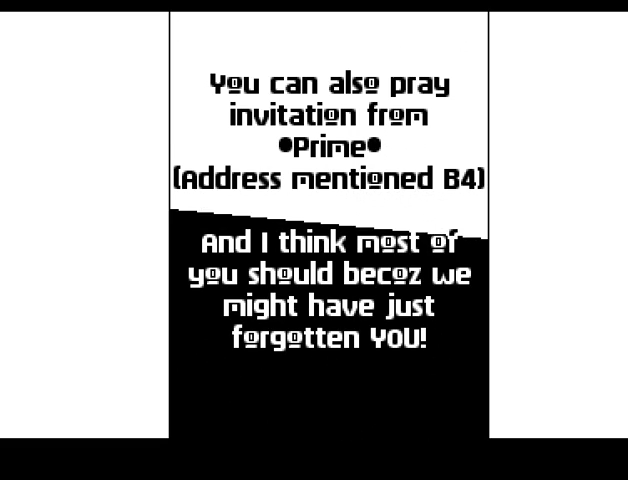 You can also pray
invitation from
●Prime●
(Address mentioned B4)
And I think most of
you should becoz we
might have just
forgotten YOU!